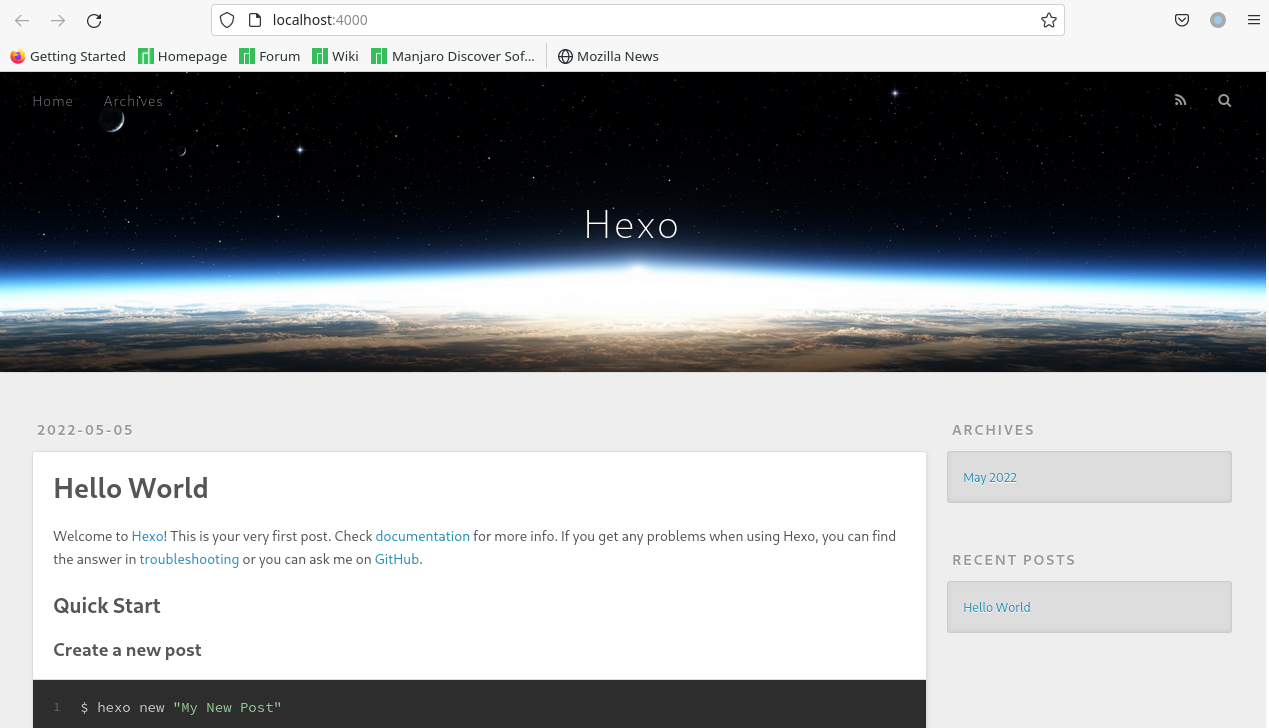 localhost:4000
Getting Started Homepage Forum Wiki Manjaro Discover Sof... Mozilla News
Home Archives
Hexo
2022-05-05
Hello World
Welcome to Hexo! This is your very first post. Check documentation for more info. If you get any problems when using Hexo, you can find
the answer in troubleshooting or you can ask me on GitHub.
Quick Start
Create a new post
1 $ hexo new "My New Post"
ARCHIVES
May 2022
RECENT POSTS
Hello World